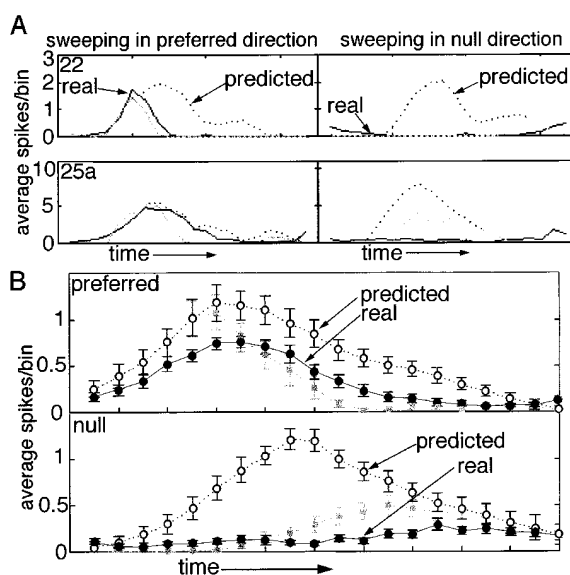 A
sweeping in preferred direction
sweeping in null direction
average spikes/bin
3
2
1
0
22
real
predicted
real
predicted
10
5
0
25a
time
time
B
average spikes/bin
preferred
1
0.5
0
predicted
real
null
1
0.5
0
predicted
real
time